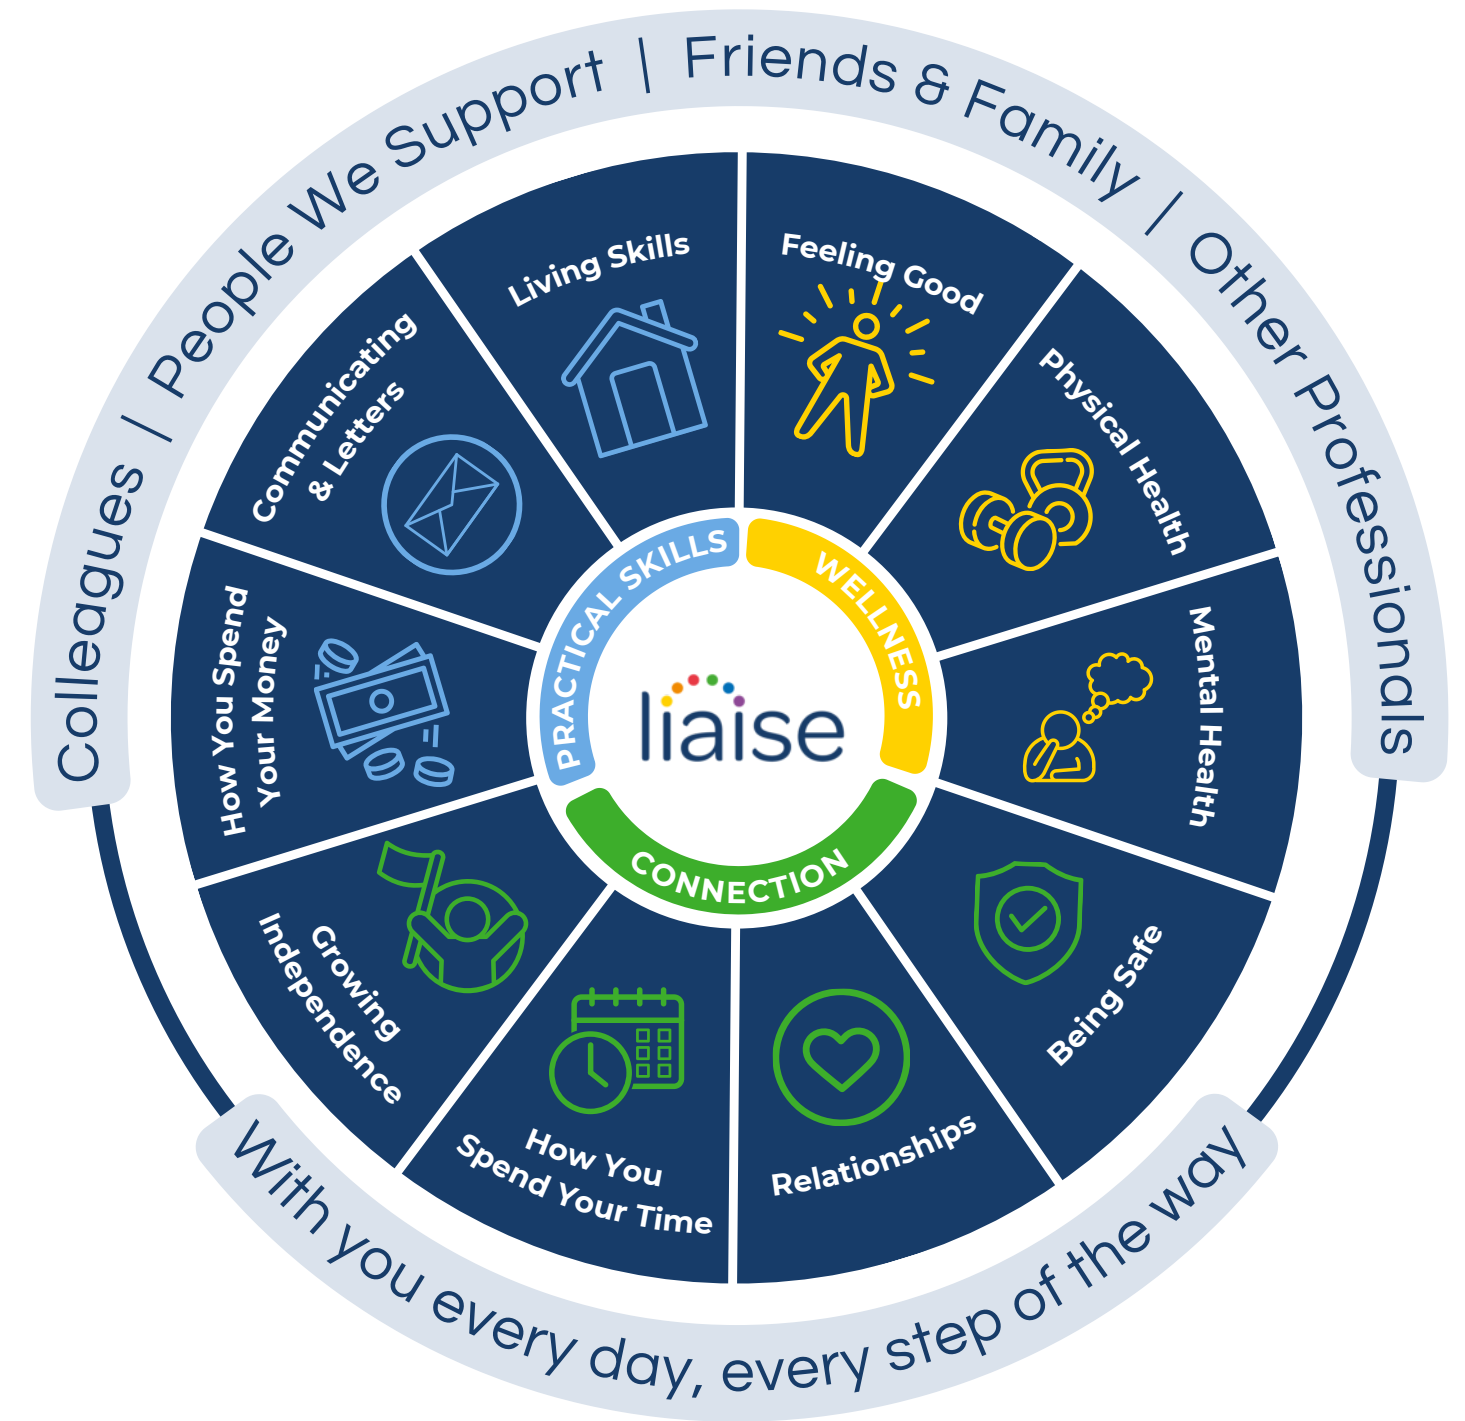 Colleagues | People We Support | Friends & Family | Other Professionals
Living Skills
Feeling Good
Physical Health
Mental Health
Being Safe
Relationships
How You
Spend Your Time
Growing
Independence
How You Spend
Your Money
Communicating
& Letters
PRACTICAL SKILLS
WELLNESS
CONNECTION
liaise
With you every day, every step of the way